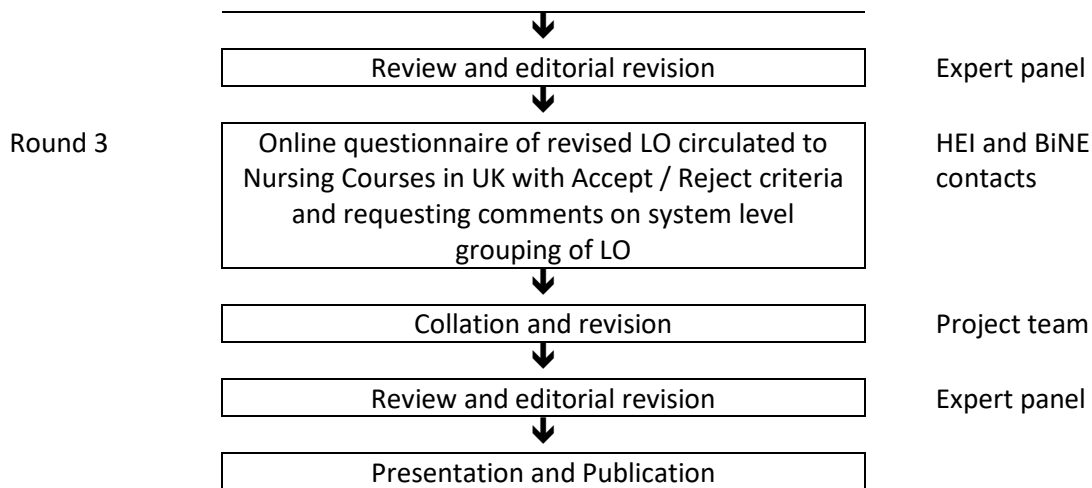 Review and editorial revision
Expert panel
Round 3
Online questionnaire of revised LO circulated to
Nursing Courses in UK with Accept / Reject criteria
and requesting comments on system level
grouping of LO
HEI and BiNE
contacts
Collation and revision
Project team
Review and editorial revision
Expert panel
Presentation and Publication